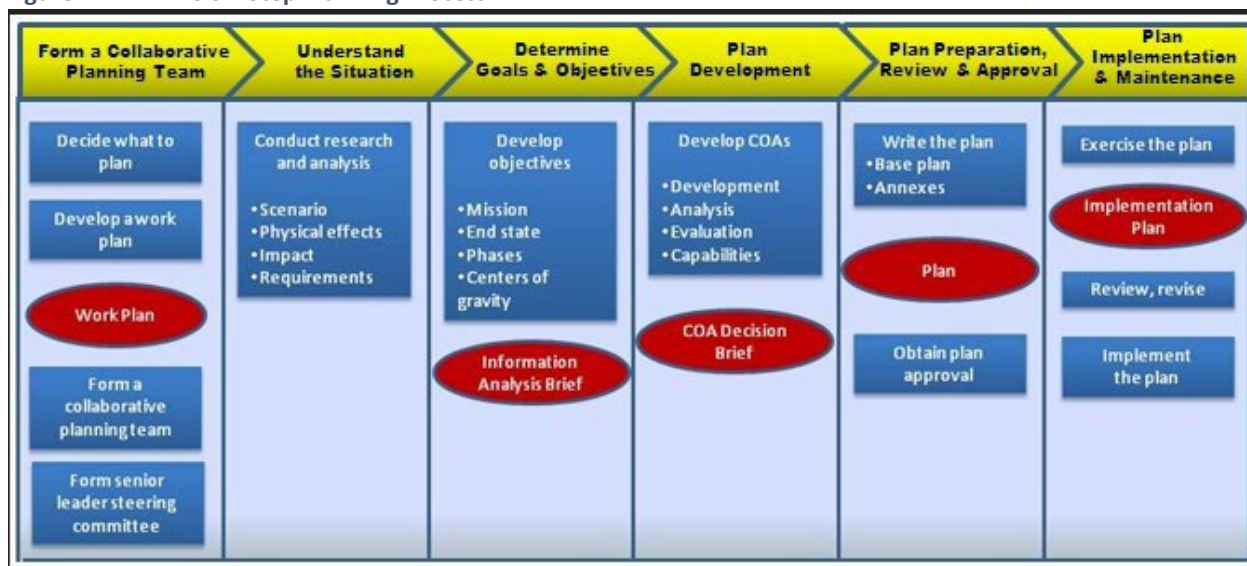 Form a Collaborative
Planning Team
Understand
the Situation
Determine
Goals & Objectives
Plan
Development
Plan Preparation,
Review & Approval
Plan
Implementation
& Maintenance
Decide what to
plan
Develop a work
plan
Work Plan
Form a
collaborative
planning team
Form senior
leader steering
committee
Conduct research
and analysis
•Scenario
•Physical effects
•Impact
•Requirements
Develop
objectives
•Mission
•End state
•Phases
•Centers of
gravity
Information
Analysis Brief
Develop COAs
•Development
•Analysis
•Evaluation
•Capabilities
COA Decision
Brief
Write the plan
•Base plan
•Annexes
Plan
Obtain plan
approval
Exercise the plan
Implementation
Plan
Review, revise
Implement
the plan